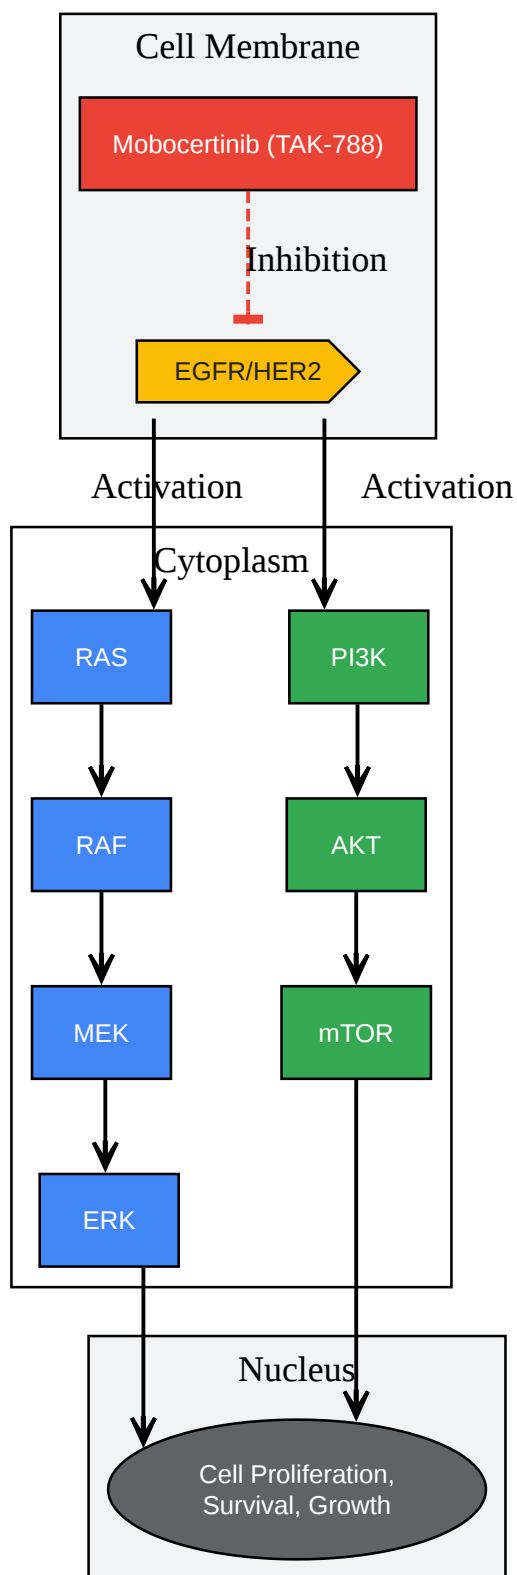 Cell Membrane
Mobocertinib (TAK-788)
Inhibition
EGFR/HER2
Activation
Activation
Cytoplasm
RAS
PI3K
RAF
AKT
MEK
mTOR
ERK
Nucleus
Cell Proliferation,
Survival, Growth